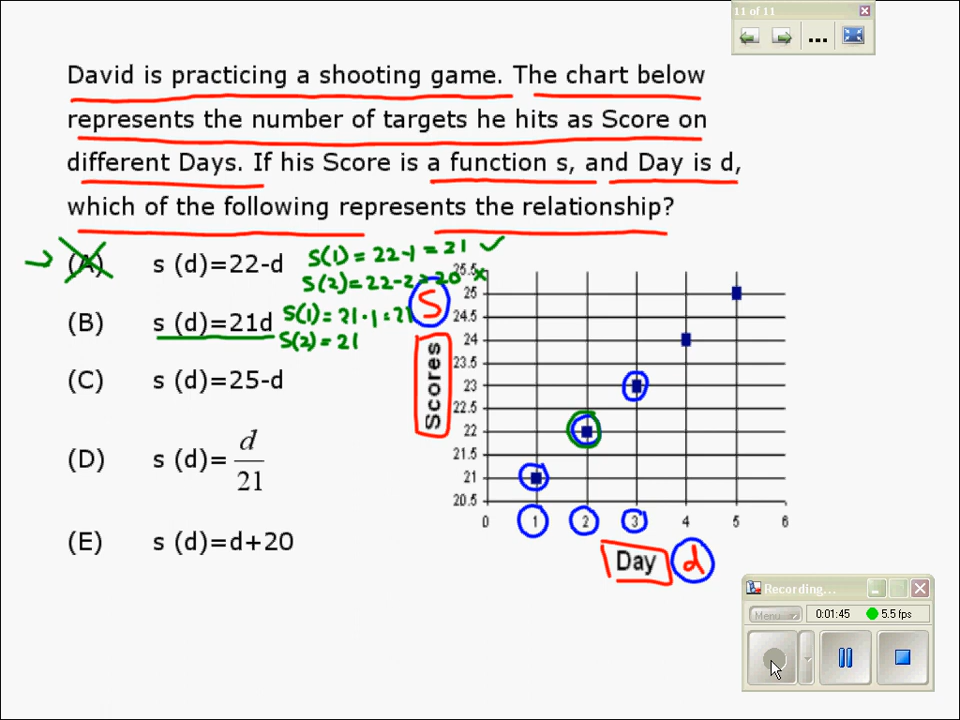 11 of 11
...
David is practicing a shooting game. The chart below
represents the number of targets he hits as Score on
different Days. If his Score is a function s, and Day is d,
which of the following represents the relationship?
(A) s (d)=22-d
S(1) = 22-1 = 21 ✓
S(2) = 22-2 = 20 x
(B) s (d)=21d
S(1) = 21·1 = 21
S(2) = 21
(C) s (d)=25-d
(D) s (d)= d/21
(E) s (d)=d+20
S
Scores
25.5
25
24.5
24
23.5
23
22.5
22
21.5
21
20.5
0 1 2 3 4 5 6
Day d
Recording...
Menu 0:01:45 5.5 fps